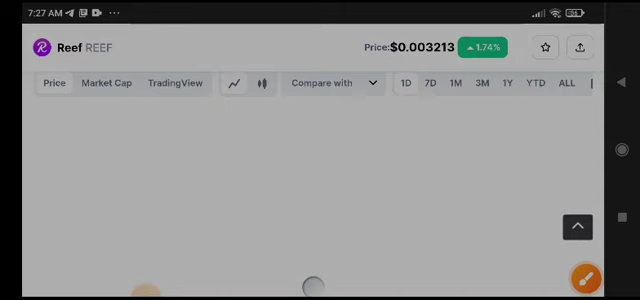 7:27 AM
Reef REEF Price: $0.003213 1.74%
Price Market Cap TradingView Compare with 1D 7D 1M 3M 1Y YTD ALL